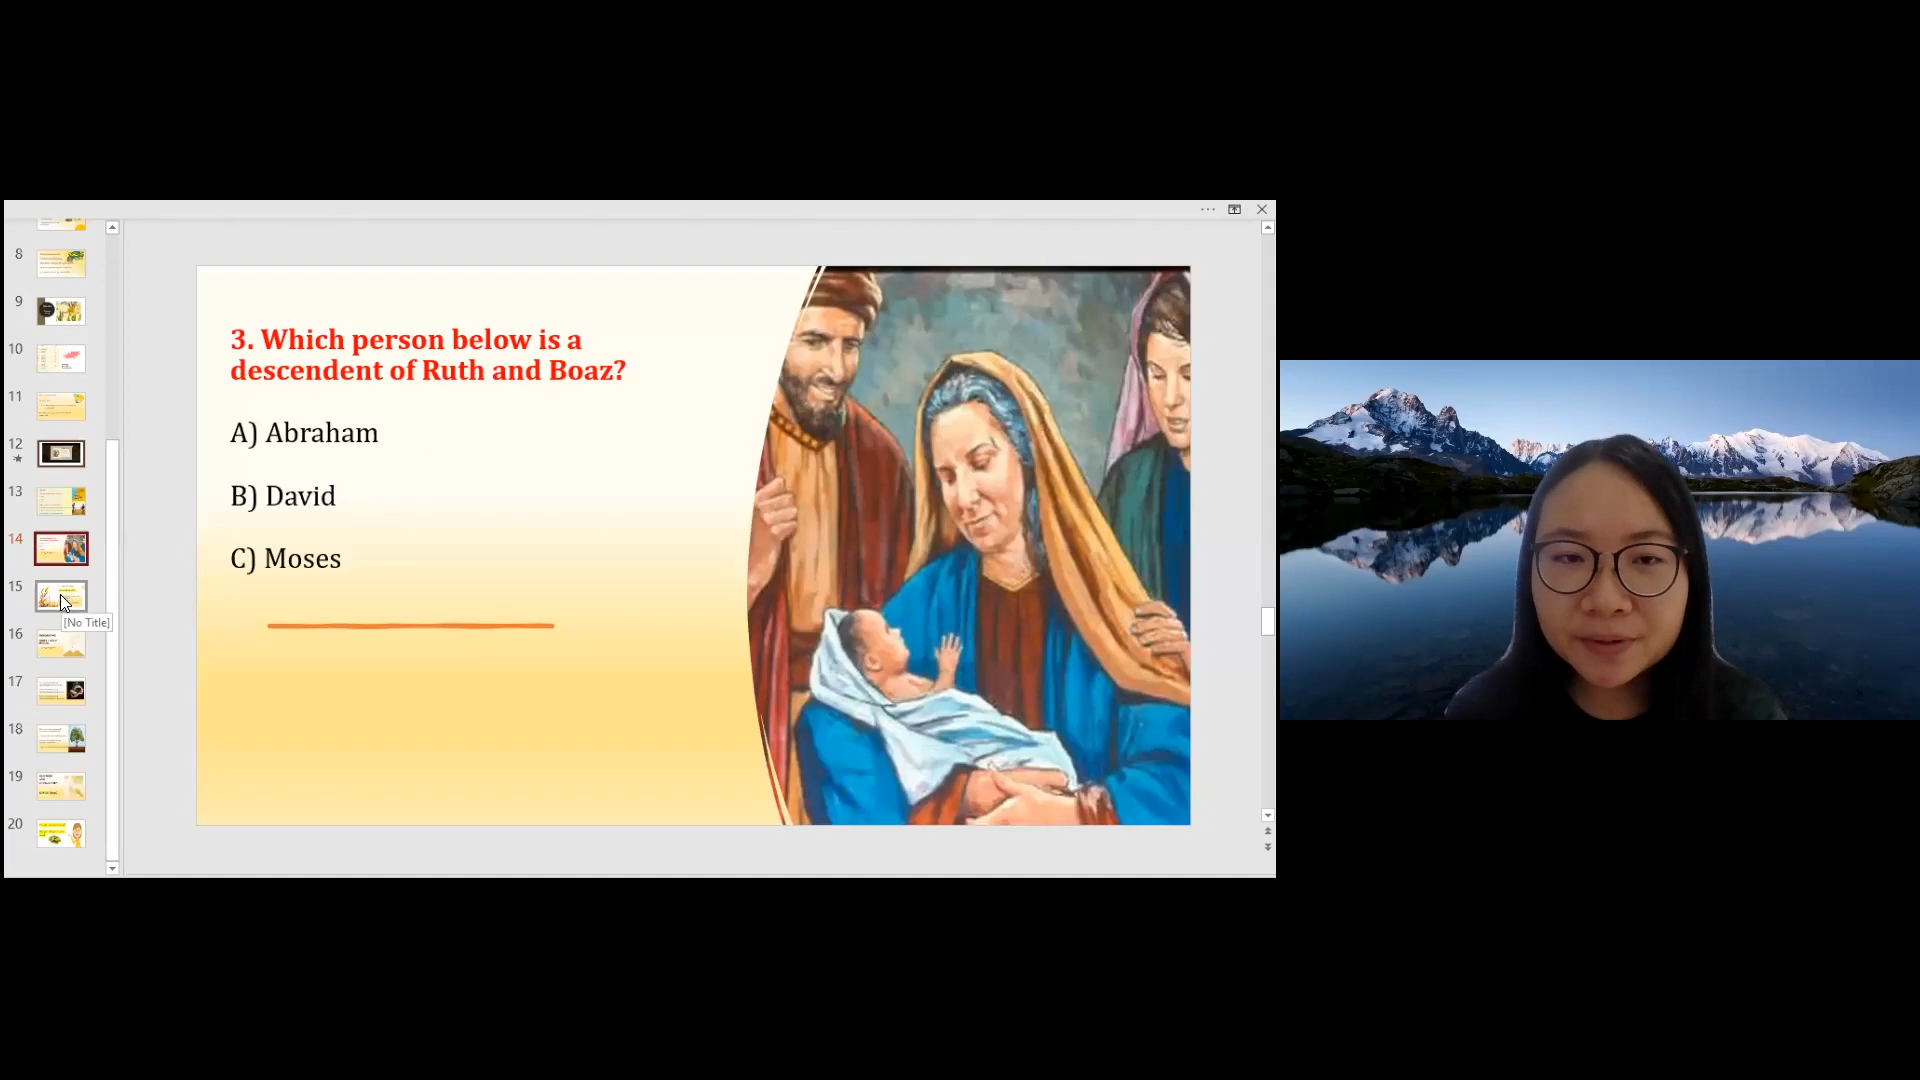 8
9
10
11
12
13
14
15
[No Title]
16
17
18
19
20
3. Which person below is a
descendent of Ruth and Boaz?
A) Abraham
B) David
C) Moses